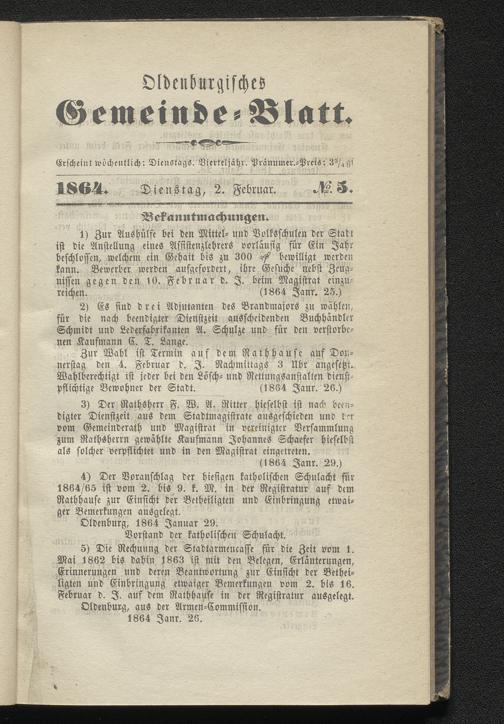 Oldenburgisches
Gemeinde-Blatt.
Erscheint wöchentlich: Dienstags. Vierteljähr. Pränumer.-Preis: 3¾ gſ
1864. Dienstag, 2. Februar. № 5.
Bekanntmachungen.
1) Zur Aushülfe bei den Mittel- und Volksschulen der Stadt
ist die Anstellung eines Assistenzlehrers vorläufig für Ein Jahr
beschlossen, welchem ein Gehalt bis zu 300 ₰ bewilligt werden
kann. Bewerber werden aufgefordert, ihre Gesuche nebst Zeug-
nissen gegen den 10. Februar d. J. beim Magistrat einzu-
reichen. (1864 Janr. 25.)
2) Es sind drei Adjutanten des Brandmajors zu wählen,
für die nach beendigter Dienstzeit ausscheidenden Buchhändler
Schmidt und Lederfabrikanten A. Schulze und für den verstorbe-
nen Kaufmann C. T. Lange.
Zur Wahl ist Termin auf dem Rathhause auf Don-
nerstag den 4. Februar d. J. Nachmittags 3 Uhr angesetzt.
Wahlberechtigt ist jeder bei den Lösch- und Rettungsanstalten dienst-
pflichtige Bewohner der Stadt. (1864 Janr. 26.)
3) Der Rathsherr F. W. A. Ritter hieselbst ist nach been-
digter Dienstzeit aus dem Stadtmagistrate ausgeschieden und der
vom Gemeinderath und Magistrat in vereinigter Versammlung
zum Rathsherrn gewählte Kaufmann Johannes Schaefer hieselbst
als solcher verpflichtet und in den Magistrat eingetreten.
(1864 Janr. 29.)
4) Der Voranschlag der hiesigen katholischen Schulacht für
1864/65 ist vom 2. bis 9. k. M. in der Registratur auf dem
Rathhause zur Einsicht der Betheiligten und Einbringung etwai-
ger Bemerkungen ausgelegt.
Oldenburg, 1864 Januar 29.
Vorstand der katholischen Schulacht.
5) Die Rechnung der Stadtarmencasse für die Zeit vom 1.
Mai 1862 bis dahin 1863 ist mit den Belegen, Erläuterungen,
Erinnerungen und deren Beantwortung zur Einsicht der Bethei-
ligten und Einbringung etwaiger Bemerkungen vom 2. bis 16.
Februar d. J. auf dem Rathhause in der Registratur ausgelegt.
Oldenburg, aus der Armen-Commission.
1864 Janr. 26.